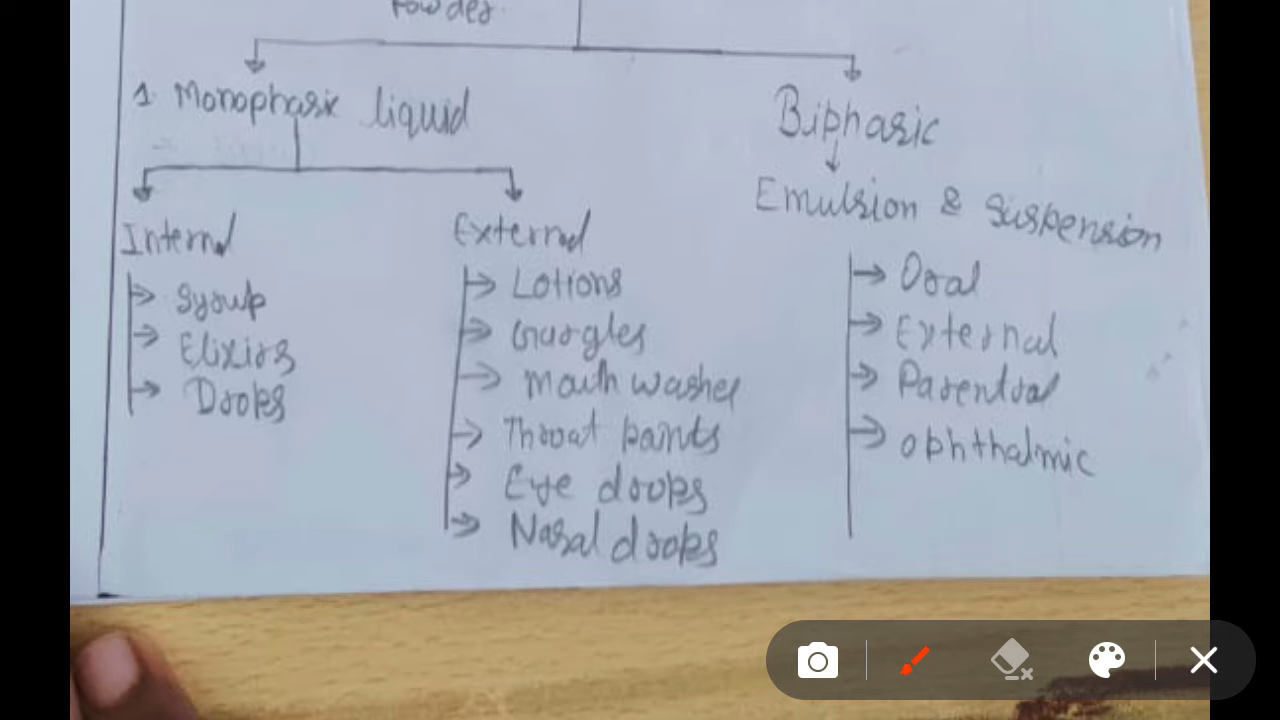 Powder
1. Monophasic liquid
Biphasic
Emulsion & Suspension
Internal
Syrup
Elixirs
Drops
External
Lotions
Gargles
Mouth washes
Throat paints
Eye drops
Nasal drops
Oral
External
Parentral
Ophthalmic